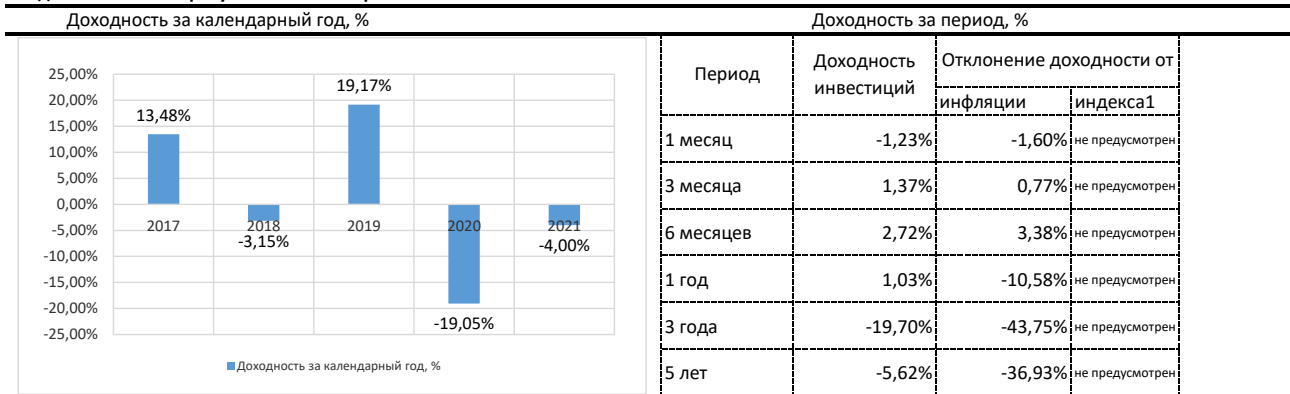 Доходность за календарный год, %
Доходность за период, %
25,00%
20,00%
15,00%
10,00%
5,00%
0,00%
-5,00%
-10,00%
-15,00%
-20,00%
-25,00%
13,48%
-3,15%
19,17%
-19,05%
-4,00%
2017
2018
2019
2020
2021
Доходность за календарный год, %
Период
Доходность
инвестиций
Отклонение доходности от
инфляции
индекса1
1 месяц -1,23% -1,60% не предусмотрен
3 месяца 1,37% 0,77% не предусмотрен
6 месяцев 2,72% 3,38% не предусмотрен
1 год 1,03% -10,58% не предусмотрен
3 года -19,70% -43,75% не предусмотрен
5 лет -5,62% -36,93% не предусмотрен